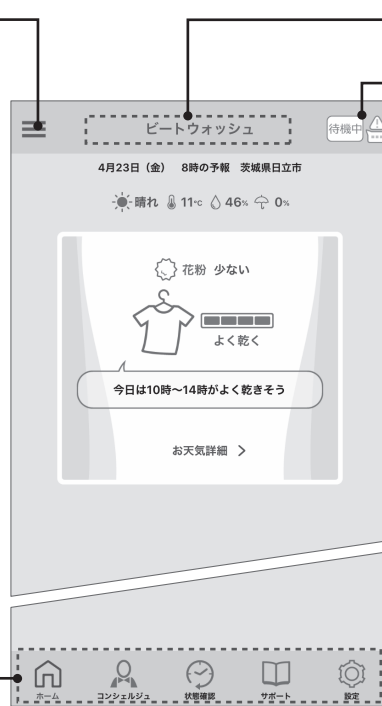 ビートウォッシュ
待機中
4月23日（金） 8時の予報 茨城県日立市
晴れ 11℃ 46% 0%
花粉 少ない
よく乾く
今日は10時～14時がよく乾きそう
お天気詳細 >
ホーム コンシェルジュ 状態確認 サポート 設定